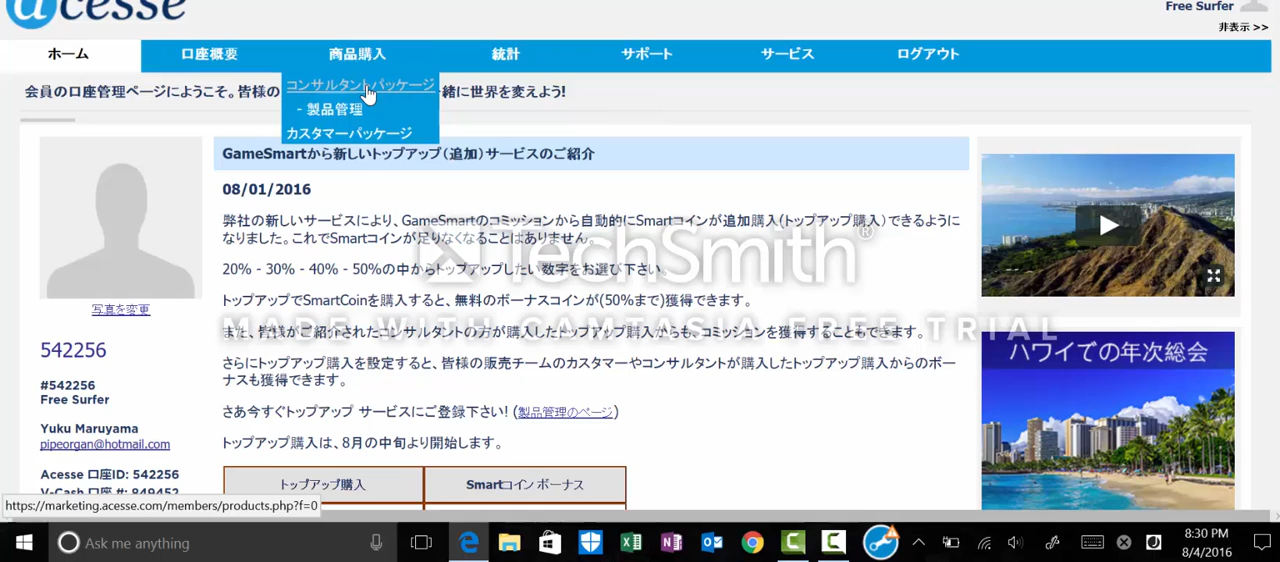 acesse
Free Surfer
非表示 >>
ホーム 口座概要 商品購入 統計 サポート サービス ログアウト
コンサルタントパッケージ
- 製品管理
カスタマーパッケージ
会員の口座管理ページにようこそ。皆様の
緒に世界を変えよう!
GameSmartから新しいトップアップ(追加)サービスのご紹介
08/01/2016
弊社の新しいサービスにより、GameSmartのコミッションから自動的にSmartコインが追加購入(トップアップ購入)できるように
なりました。これでSmartコインが足りなくなることはありません。
20% - 30% - 40% - 50%の中からトップアップしたい数字をお選び下さい。
トップアップでSmartCoinを購入すると、無料のボーナスコインが(50%まで)獲得できます。
また、皆様がご紹介されたコンサルタントの方が購入したトップアップ購入からも、コミッションを獲得することもできます。
さらにトップアップ購入を設定すると、皆様の販売チームのカスタマーやコンサルタントが購入したトップアップ購入からのボー
ナスも獲得できます。
さあ今すぐトップアップ サービスにご登録下さい! (製品管理のページ)
トップアップ購入は、8月の中旬より開始します。
トップアップ購入 Smartコイン ボーナス
写真を変更
542256
#542256
Free Surfer
Yuku Maruyama
pipeorgan@hotmail.com
Acesse 口座ID: 542256
V-Cash 口座 #: 849452
ハワイでの年次総会
TechSmith®
MADE WITH CAMTASIA FREE TRIAL
https://marketing.acesse.com/members/products.php?f=0
Ask me anything
8:30 PM
8/4/2016